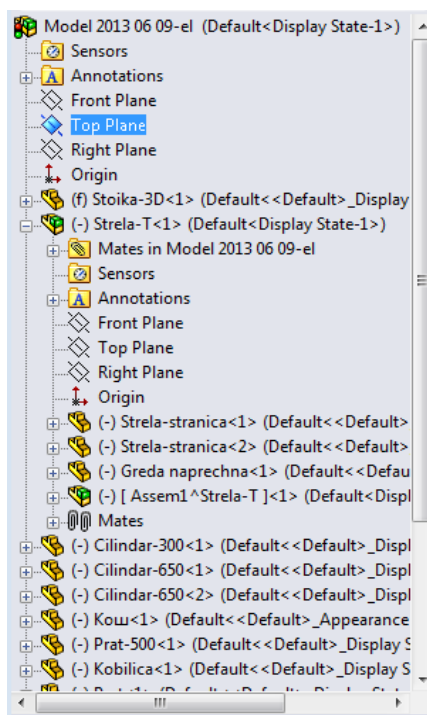 Model 2013 06 09-el (Default<Display State-1>)
Sensors
Annotations
Front Plane
Top Plane
Right Plane
Origin
(f) Stoika-3D<1> (Default<<Default>_Display
(-) Strela-T<1> (Default<Display State-1>)
Mates in Model 2013 06 09-el
Sensors
Annotations
Front Plane
Top Plane
Right Plane
Origin
(-) Strela-stranica<1> (Default<<Default>
(-) Strela-stranica<2> (Default<<Default>
(-) Greda naprechna<1> (Default<<Defau
(-) [ Assem1^Strela-T ]<1> (Default<Displ
Mates
(-) Cilindar-300<1> (Default<<Default>_Displ
(-) Cilindar-650<1> (Default<<Default>_Displ
(-) Cilindar-650<2> (Default<<Default>_Displ
(-) Кош<1> (Default<<Default>_Appearance
(-) Prat-500<1> (Default<<Default>_Display S
(-) Kobilica<1> (Default<<Default>_Display S